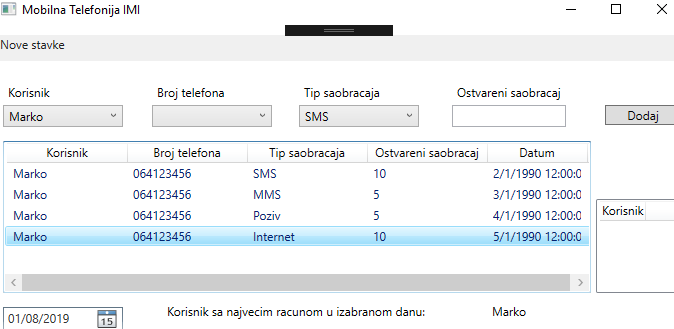 Mobilna Telefonija IMI
Nove stavke
Korisnik Broj telefona Tip saobracaja Ostvareni saobracaj
Marko SMS Dodaj
Korisnik Broj telefona Tip saobracaja Ostvareni saobracaj Datum
Marko 064123456 SMS 10 2/1/1990 12:00:0
Marko 064123456 MMS 5 3/1/1990 12:00:0
Marko 064123456 Poziv 5 4/1/1990 12:00:0
Marko 064123456 Internet 10 5/1/1990 12:00:0
Korisnik
01/08/2019 15 Korisnik sa najvecim racunom u izabranom danu: Marko